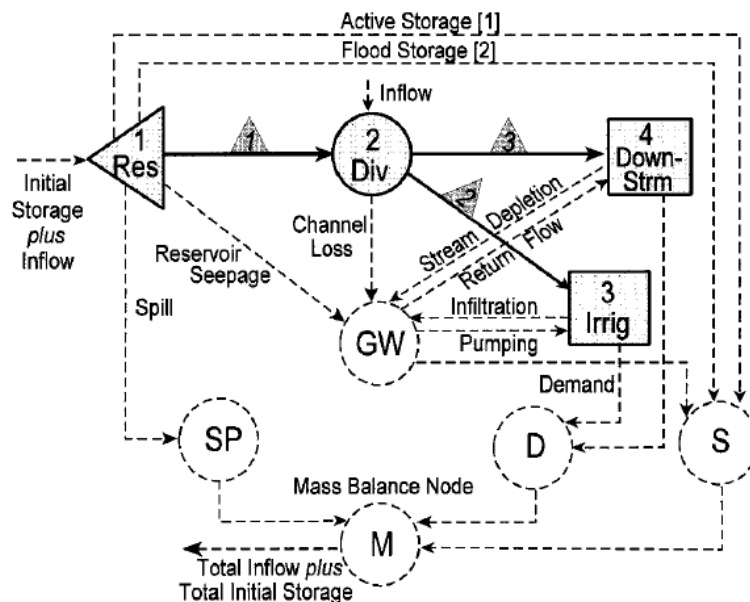 Active Storage [1]
Flood Storage [2]
Inflow
1
Res
1
2
Div
3
4
Down-
Strm
Initial
Storage
plus
Inflow
Reservoir
Seepage
Channel
Loss
2
Stream Depletion
Return Flow
Spill
Infiltration
3
Irrig
GW
Pumping
Demand
SP
D
S
Mass Balance Node
M
Total Inflow plus
Total Initial Storage